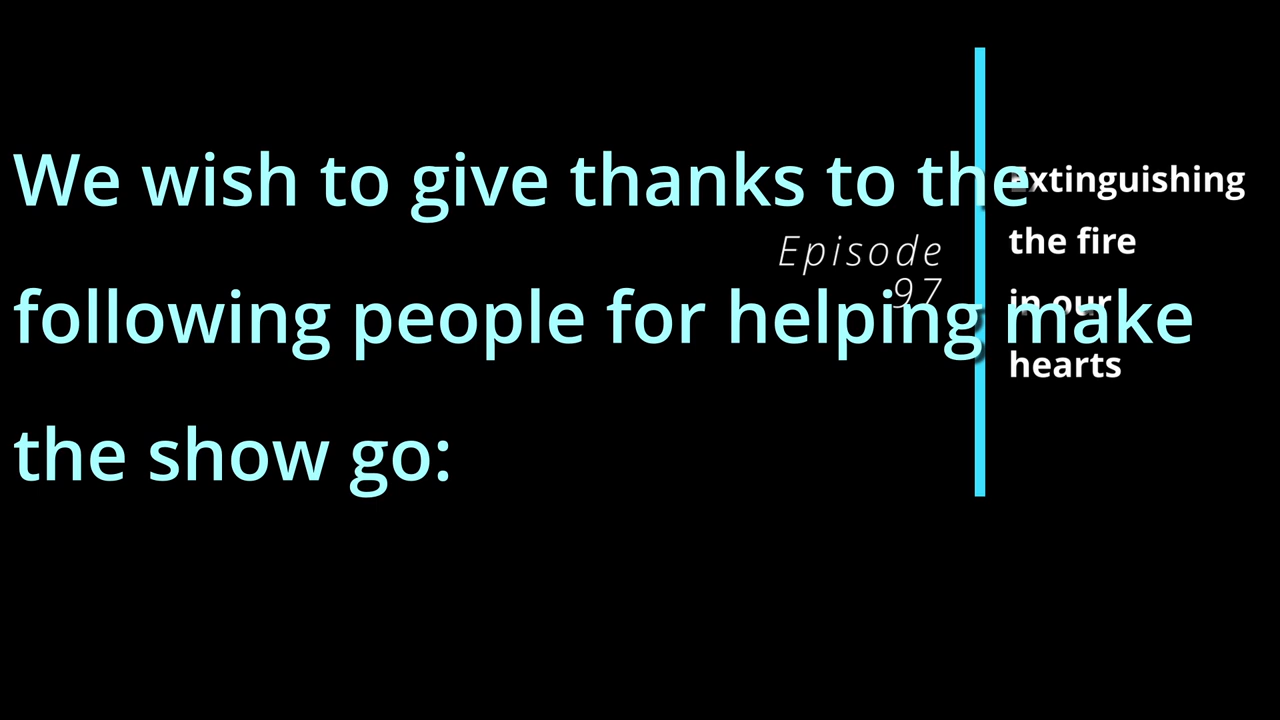 We wish to give thanks to the
following people for helping make
the show go:
Episode
97
Extinguishing
the fire
in our
hearts